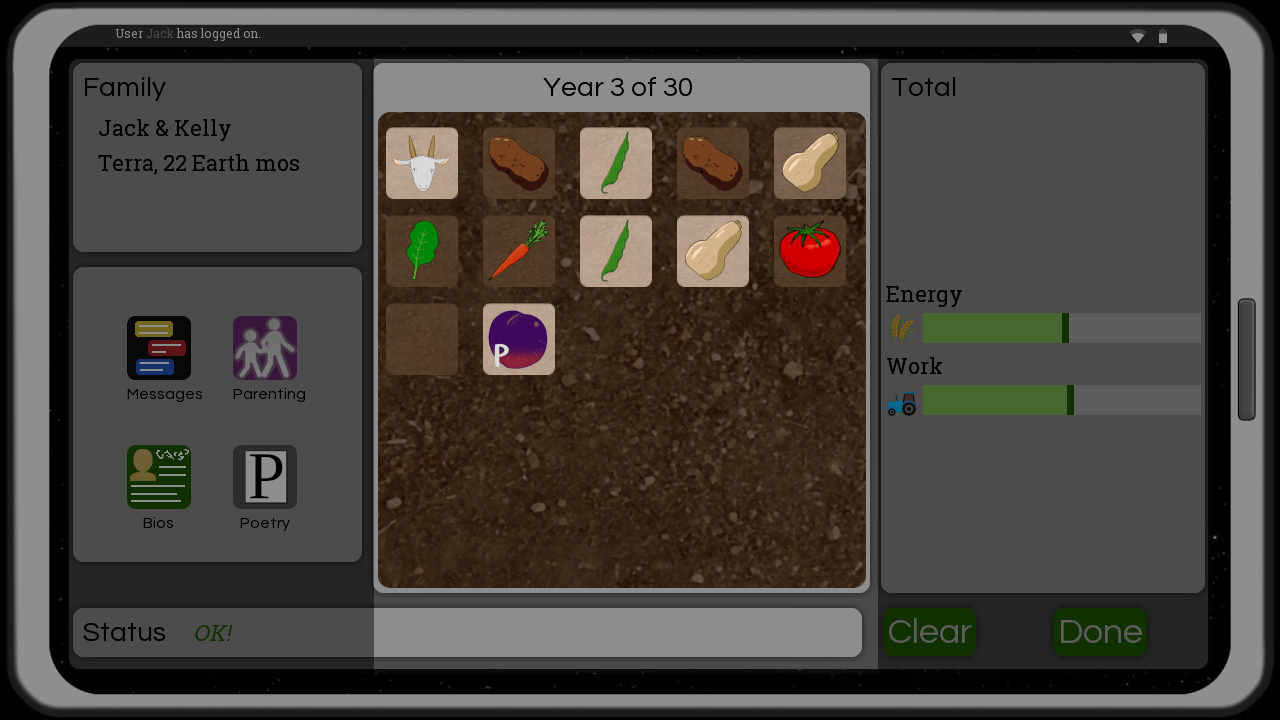 User Jack has logged on.
Family
Jack & Kelly
Terra, 22 Earth mos
Messages
Parenting
Bios
P
Poetry
Year 3 of 30
P
Total
Energy
Work
Status OK!
Clear
Done